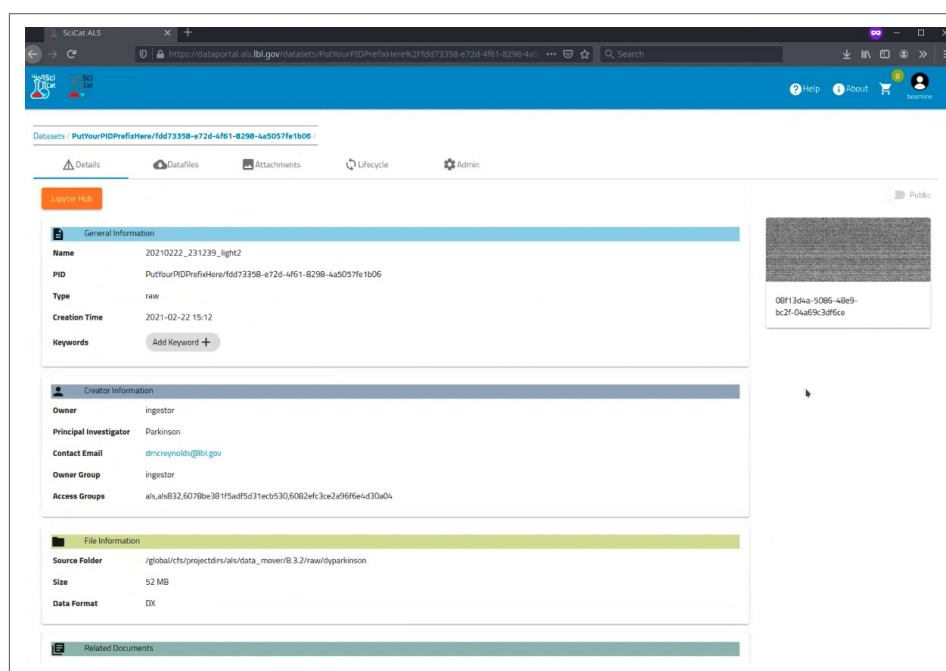 SciCat ALS
https://dataportal.als.lbl.gov/datasets/PutYourPIDPrefixHere%2Ffdd73358-e72d-4f61-8298-4a5
Search
Sci
Cat
Sci
Cat
Help
About
0
beamline
Datasets / PutYourPIDPrefixHere/fdd73358-e72d-4f61-8298-4a5057fe1b06 /
Details
Datafiles
Attachments
Lifecycle
Admin
Jupyter Hub
Public
General Information
Name 20210222_231239_light2
PID PutYourPIDPrefixHere/fdd73358-e72d-4f61-8298-4a5057fe1b06
Type raw
Creation Time 2021-02-22 15:12
Keywords Add Keyword +
08f13d4a-5086-48e9-
bc2f-04a69c3df6ce
Creator Information
Owner ingestor
Principal Investigator Parkinson
Contact Email dmcreynolds@lbl.gov
Owner Group ingestor
Access Groups als,als832,6078be381f5adf5d31ecb530,6082efc3ce2a96f6e4d30a04
File Information
Source Folder /global/cfs/projectdirs/als/data_mover/8.3.2/raw/dyparkinson
Size 52 MB
Data Format DX
Related Documents